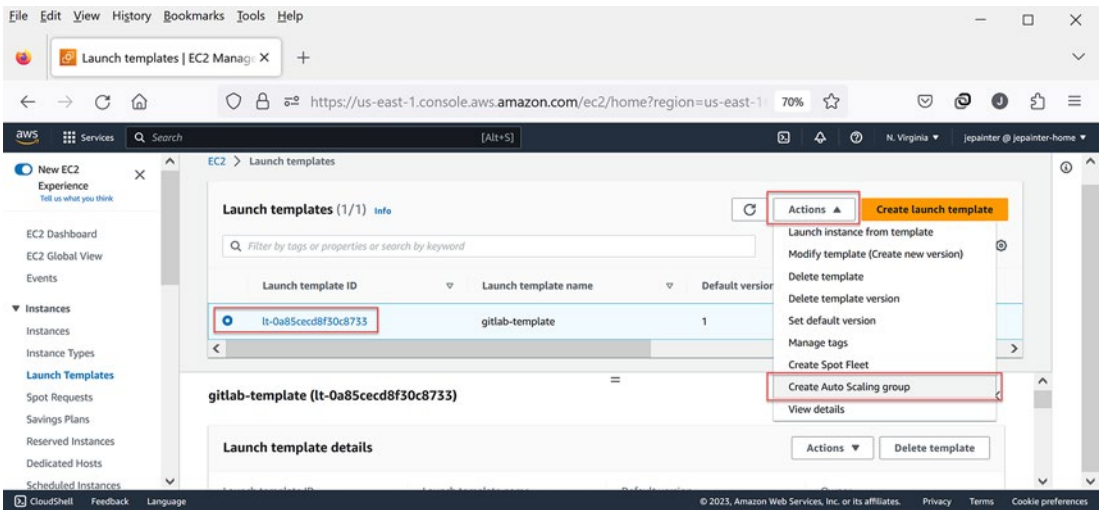 File Edit View History Bookmarks Tools Help
Launch templates | EC2 Manag
https://us-east-1.console.aws.amazon.com/ec2/home?region=us-east-1 70%
J
aws Services Search [Alt+S] N. Virginia jepainter @ jepainter-home
New EC2
Experience
Tell us what you think
EC2 Dashboard
EC2 Global View
Events
Instances
Instances
Instance Types
Launch Templates
Spot Requests
Savings Plans
Reserved Instances
Dedicated Hosts
Scheduled Instances
EC2 > Launch templates
Launch templates (1/1) Info
Actions Create launch template
Filter by tags or properties or search by keyword
Launch template ID Launch template name Default version
lt-0a85cecd8f30c8733 gitlab-template 1
Launch instance from template
Modify template (Create new version)
Delete template
Delete template version
Set default version
Manage tags
Create Spot Fleet
Create Auto Scaling group
View details
gitlab-template (lt-0a85cecd8f30c8733)
Launch template details Actions Delete template
CloudShell Feedback Language © 2023, Amazon Web Services, Inc. or its affiliates. Privacy Terms Cookie preferences